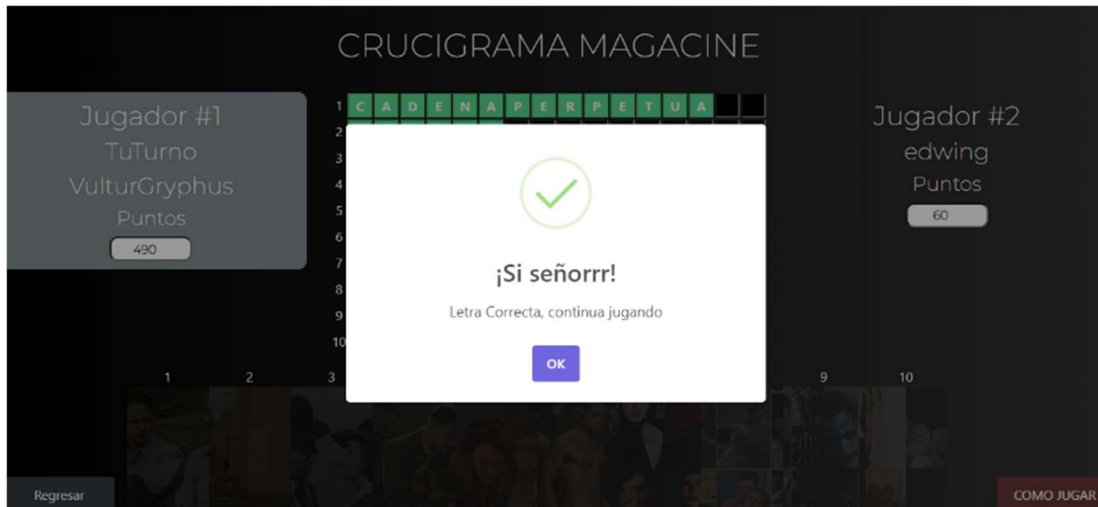 CRUCIGRAMA MAGACINE
Jugador #1
TuTurno
VulturGryphus
Puntos
490
1 CADENAPERPETUA
2
3
4
5
6
7
8
9
10
Jugador #2
edwing
Puntos
60
¡Si señorrr!
Letra Correcta, continua jugando
OK
1 2 3 9 10
Regresar
COMO JUGAR